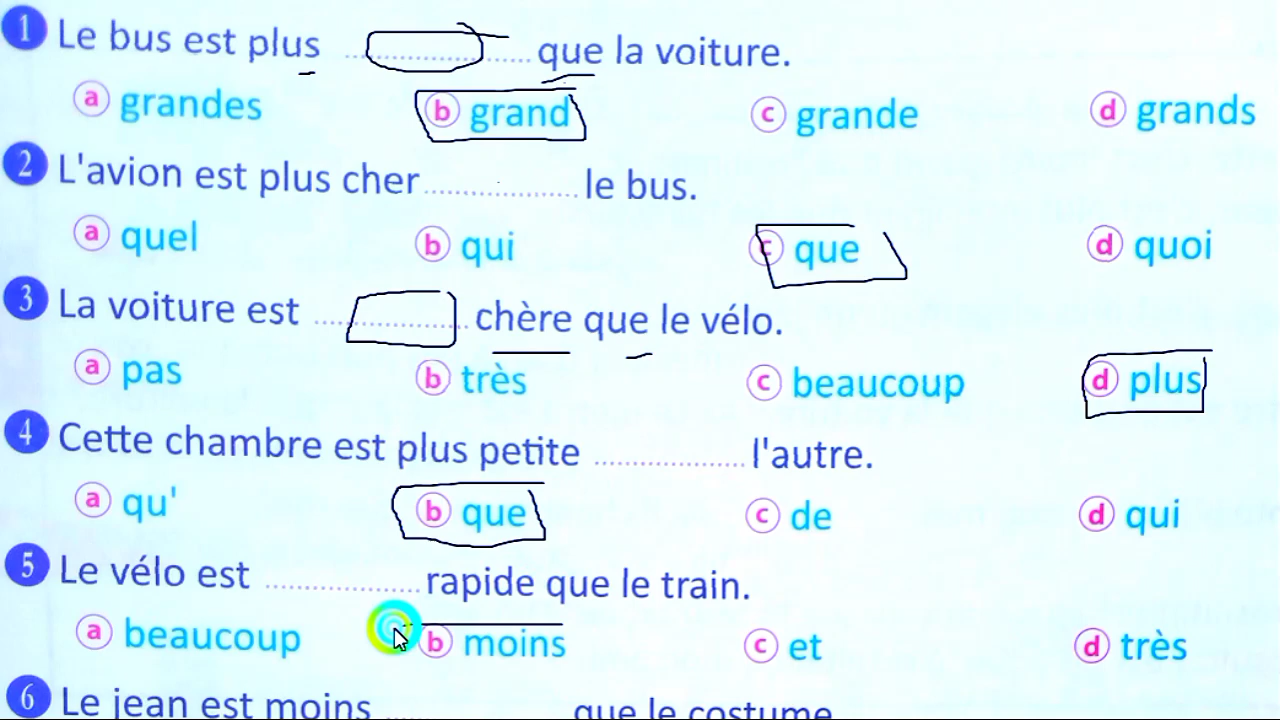 1 Le bus est plus .................... que la voiture.
a grandes b grand c grande d grands
2 L'avion est plus cher................. le bus.
a quel b qui c que d quoi
3 La voiture est ................. chère que le vélo.
a pas b très c beaucoup d plus
4 Cette chambre est plus petite ................. l'autre.
a qu' b que c de d qui
5 Le vélo est .................. rapide que le train.
a beaucoup b moins c et d très
6 Le jean est moins .... que le costume